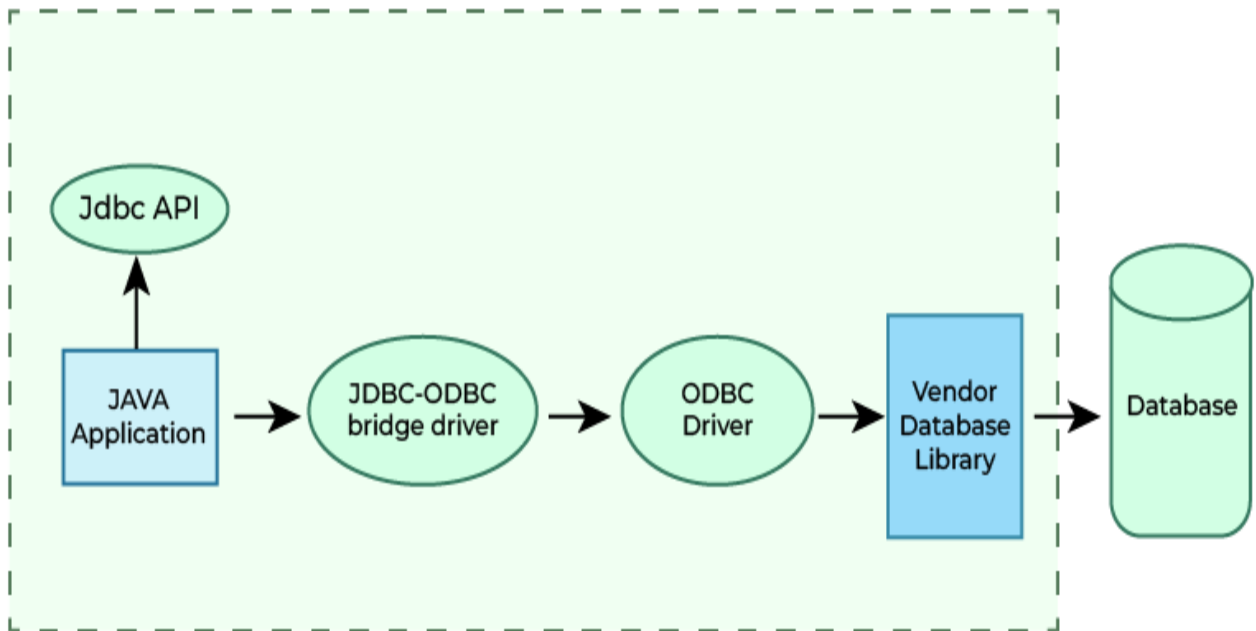 Jdbc API
JAVA
Application
JDBC-ODBC
bridge driver
ODBC
Driver
Vendor
Database
Library
Database